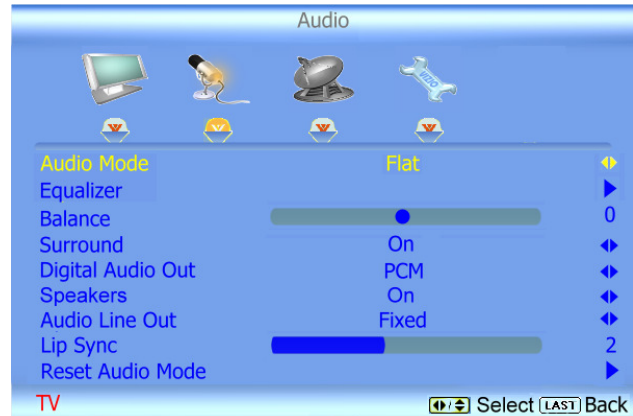 Audio
VIZIO
Audio Mode Flat
Equalizer
Balance 0
Surround On
Digital Audio Out PCM
Speakers On
Audio Line Out Fixed
Lip Sync 2
Reset Audio Mode
TV Select LAST Back